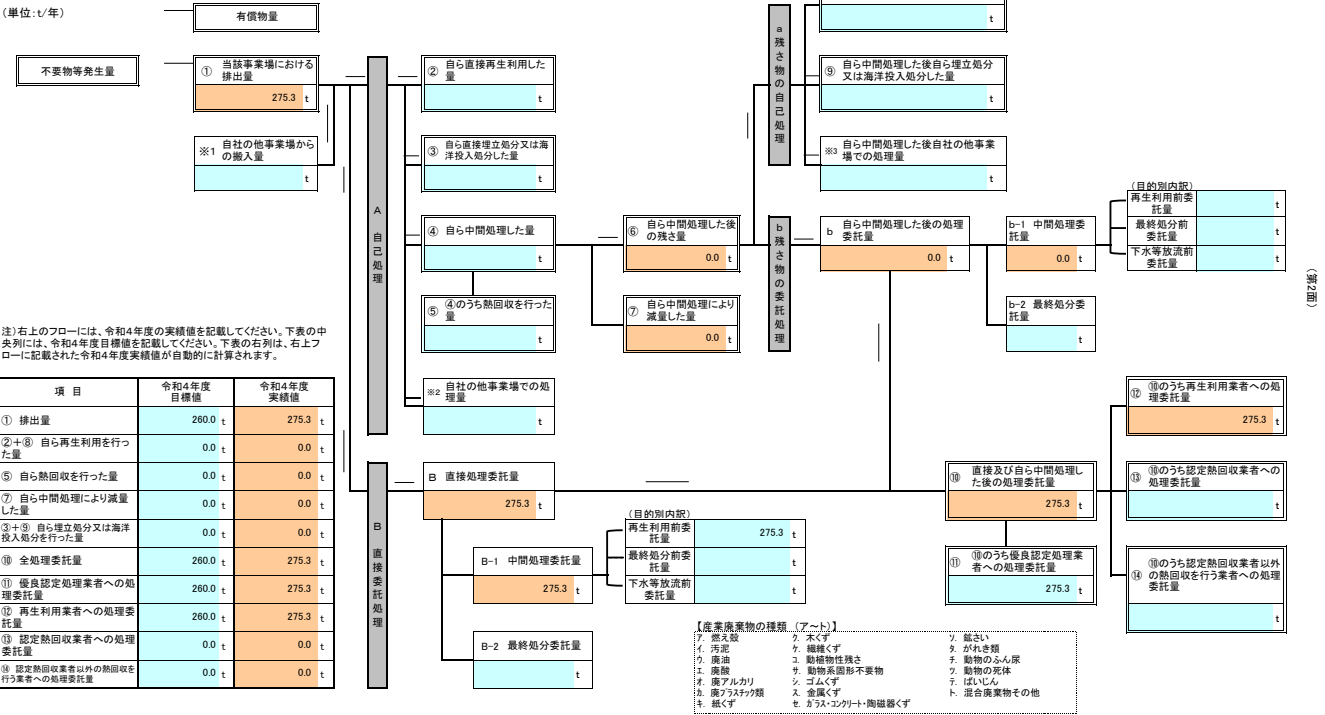 (単位:t/年)
有償物量
不要物等発生量
① 当該事業場における
排出量
275.3 t
※1 自社の他事業場から
の搬入量
t
A 自己処理
② 自ら直接再生利用した
量
t
③ 自ら直接埋立処分又は海
洋投入処分した量
t
④ 自ら中間処理した量
t
⑤ ④のうち熱回収を行った
量
t
※2 自社の他事業場での処
理量
t
⑥ 自ら中間処理した後
の残さ量
0.0 t
⑦ 自ら中間処理により
減量した量
0.0 t
a 残さ物の自己処理
t
⑨ 自ら中間処理した後自ら埋立処分
又は海洋投入処分した量
t
※3 自ら中間処理した後自社の他事業
場での処理量
t
b 残さ物の委託処理
b 自ら中間処理した後の処理
委託量
0.0 t
b-1 中間処理委
託量
0.0 t
(目的別内訳)
再生利用前委
託量
t
最終処分前
委託量
t
下水等放流前
委託量
t
b-2 最終処分委
託量
t
(第2面)
注)右上のフローには、令和4年度の実績値を記載してください。下表の中
央列には、令和4年度目標値を記載してください。下表の右列は、右上フ
ローに記載された令和4年度実績値が自動的に計算されます。
項 目
令和4年度
目標値
令和4年度
実績値
① 排出量 260.0 t 275.3 t
②+⑧ 自ら再生利用を行っ
た量 0.0 t 0.0 t
⑤ 自ら熱回収を行った量 0.0 t 0.0 t
⑦ 自ら中間処理により減量
した量 0.0 t 0.0 t
③+⑨ 自ら埋立処分又は海洋
投入処分を行った量 0.0 t 0.0 t
⑩ 全処理委託量 260.0 t 275.3 t
⑪ 優良認定処理業者への処
理委託量 260.0 t 275.3 t
⑫ 再生利用業者への処理委
託量 260.0 t 275.3 t
⑬ 認定熱回収業者への処理
委託量 0.0 t 0.0 t
⑭ 認定熱回収業者以外の熱回収を
行う業者への処理委託量 0.0 t 0.0 t
B 直接委託処理
B 直接処理委託量
275.3 t
B-1 中間処理委託量
275.3 t
(目的別内訳)
再生利用前委
託量
275.3 t
最終処分前委
託量
下水等放流前
委託量
B-2 最終処分委託量
t
⑩ 直接及び自ら中間処理し
た後の処理委託量
275.3 t
⑪ ⑩のうち優良認定処理業
者への処理委託量
275.3 t
⑫ ⑩のうち再生利用業者への処
理委託量
275.3 t
⑬ ⑩のうち認定熱回収業者への
処理委託量
t
⑭ ⑩のうち認定熱回収業者以外
の熱回収を行う業者への処理
委託量
t
【産業廃棄物の種類 (ア～ト)】
ア. 燃え殻
イ. 汚泥
ウ. 廃油
エ. 廃酸
オ. 廃アルカリ
カ. 廃プラスチック類
キ. 紙くず
ク. 木くず
ケ. 繊維くず
コ. 動植物性残さ
サ. 動物系固形不要物
シ. ゴムくず
ス. 金属くず
セ. ガラス・コンクリート・陶磁器くず
ソ. 鉱さい
タ. がれき類
チ. 動物のふん尿
ツ. 動物の死体
テ. ばいじん
ト. 混合廃棄物その他